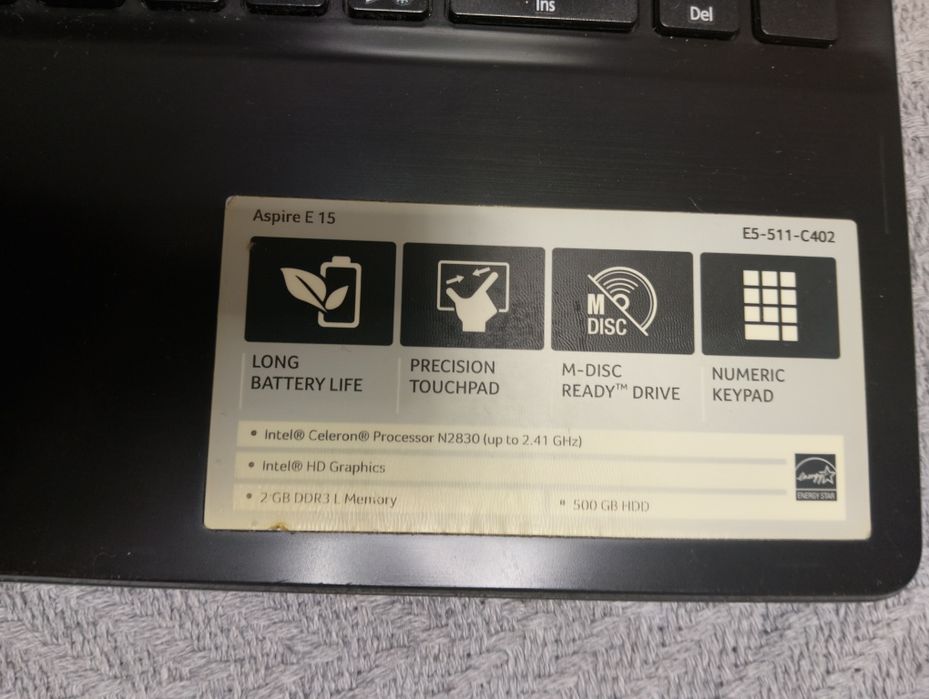 Ins
Del
Aspire E 15
E5-511-C402
M
DISC
LONG
BATTERY LIFE
PRECISION
TOUCHPAD
M-DISC
READY™ DRIVE
NUMERIC
KEYPAD
• Intel® Celeron® Processor N2830 (up to 2.41 GHz)
• Intel® HD Graphics
energy
ENERGY STAR
• 2 GB DDR3 L Memory
• 500 GB HDD